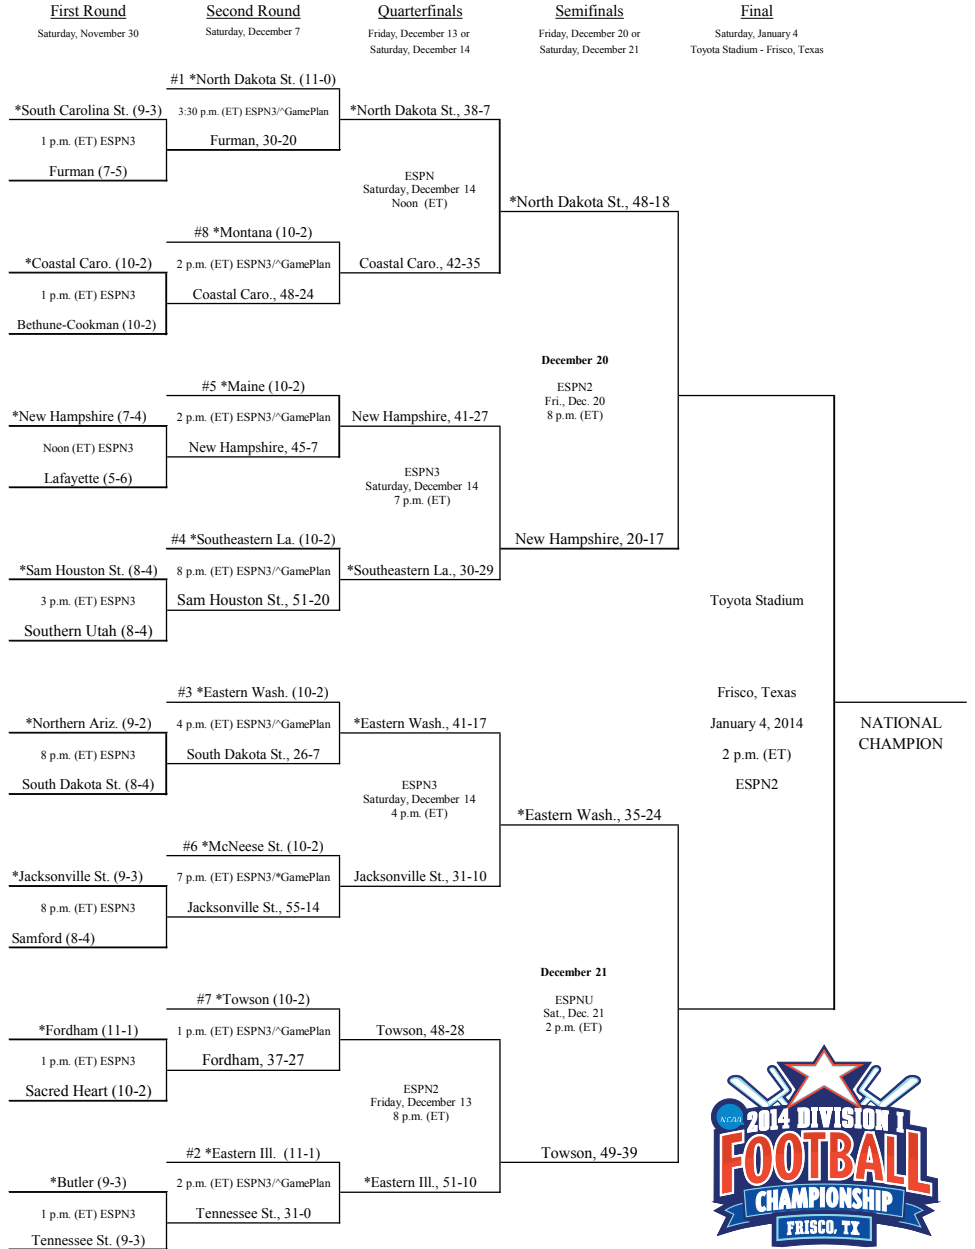 First Round
Saturday, November 30
Second Round
Saturday, December 7
Quarterfinals
Friday, December 13 or
Saturday, December 14
Semifinals
Friday, December 20 or
Saturday, December 21
Final
Saturday, January 4
Toyota Stadium - Frisco, Texas
*South Carolina St. (9-3)
1 p.m. (ET) ESPN3
Furman (7-5)
*Coastal Caro. (10-2)
1 p.m. (ET) ESPN3
Bethune-Cookman (10-2)
*New Hampshire (7-4)
Noon (ET) ESPN3
Lafayette (5-6)
*Sam Houston St. (8-4)
3 p.m. (ET) ESPN3
Southern Utah (8-4)
*Northern Ariz. (9-2)
8 p.m. (ET) ESPN3
South Dakota St. (8-4)
*Jacksonville St. (9-3)
8 p.m. (ET) ESPN3
Samford (8-4)
*Fordham (11-1)
1 p.m. (ET) ESPN3
Sacred Heart (10-2)
*Butler (9-3)
1 p.m. (ET) ESPN3
Tennessee St. (9-3)
#1 *North Dakota St. (11-0)
3:30 p.m. (ET) ESPN3/^GamePlan
Furman, 30-20
#8 *Montana (10-2)
2 p.m. (ET) ESPN3/^GamePlan
Coastal Caro., 48-24
#5 *Maine (10-2)
2 p.m. (ET) ESPN3/^GamePlan
New Hampshire, 45-7
#4 *Southeastern La. (10-2)
8 p.m. (ET) ESPN3/^GamePlan
Sam Houston St., 51-20
#3 *Eastern Wash. (10-2)
4 p.m. (ET) ESPN3/^GamePlan
South Dakota St., 26-7
#6 *McNeese St. (10-2)
7 p.m. (ET) ESPN3/*GamePlan
Jacksonville St., 55-14
#7 *Towson (10-2)
1 p.m. (ET) ESPN3/^GamePlan
Fordham, 37-27
#2 *Eastern Ill. (11-1)
2 p.m. (ET) ESPN3/^GamePlan
Tennessee St., 31-0
*North Dakota St., 38-7
ESPN
Saturday, December 14
Noon (ET)
Coastal Caro., 42-35
New Hampshire, 41-27
ESPN3
Saturday, December 14
7 p.m. (ET)
*Southeastern La., 30-29
*Eastern Wash., 41-17
ESPN3
Saturday, December 14
4 p.m. (ET)
Jacksonville St., 31-10
Towson, 48-28
ESPN2
Friday, December 13
8 p.m. (ET)
*Eastern Ill., 51-10
*North Dakota St., 48-18
December 20
ESPN2
Fri., Dec. 20
8 p.m. (ET)
New Hampshire, 20-17
*Eastern Wash., 35-24
December 21
ESPNU
Sat., Dec. 21
2 p.m. (ET)
Towson, 49-39
Toyota Stadium
Frisco, Texas
January 4, 2014
2 p.m. (ET)
ESPN2
NATIONAL
CHAMPION
NCAA
2014 DIVISION I
FOOTBALL
CHAMPIONSHIP
FRISCO, TX